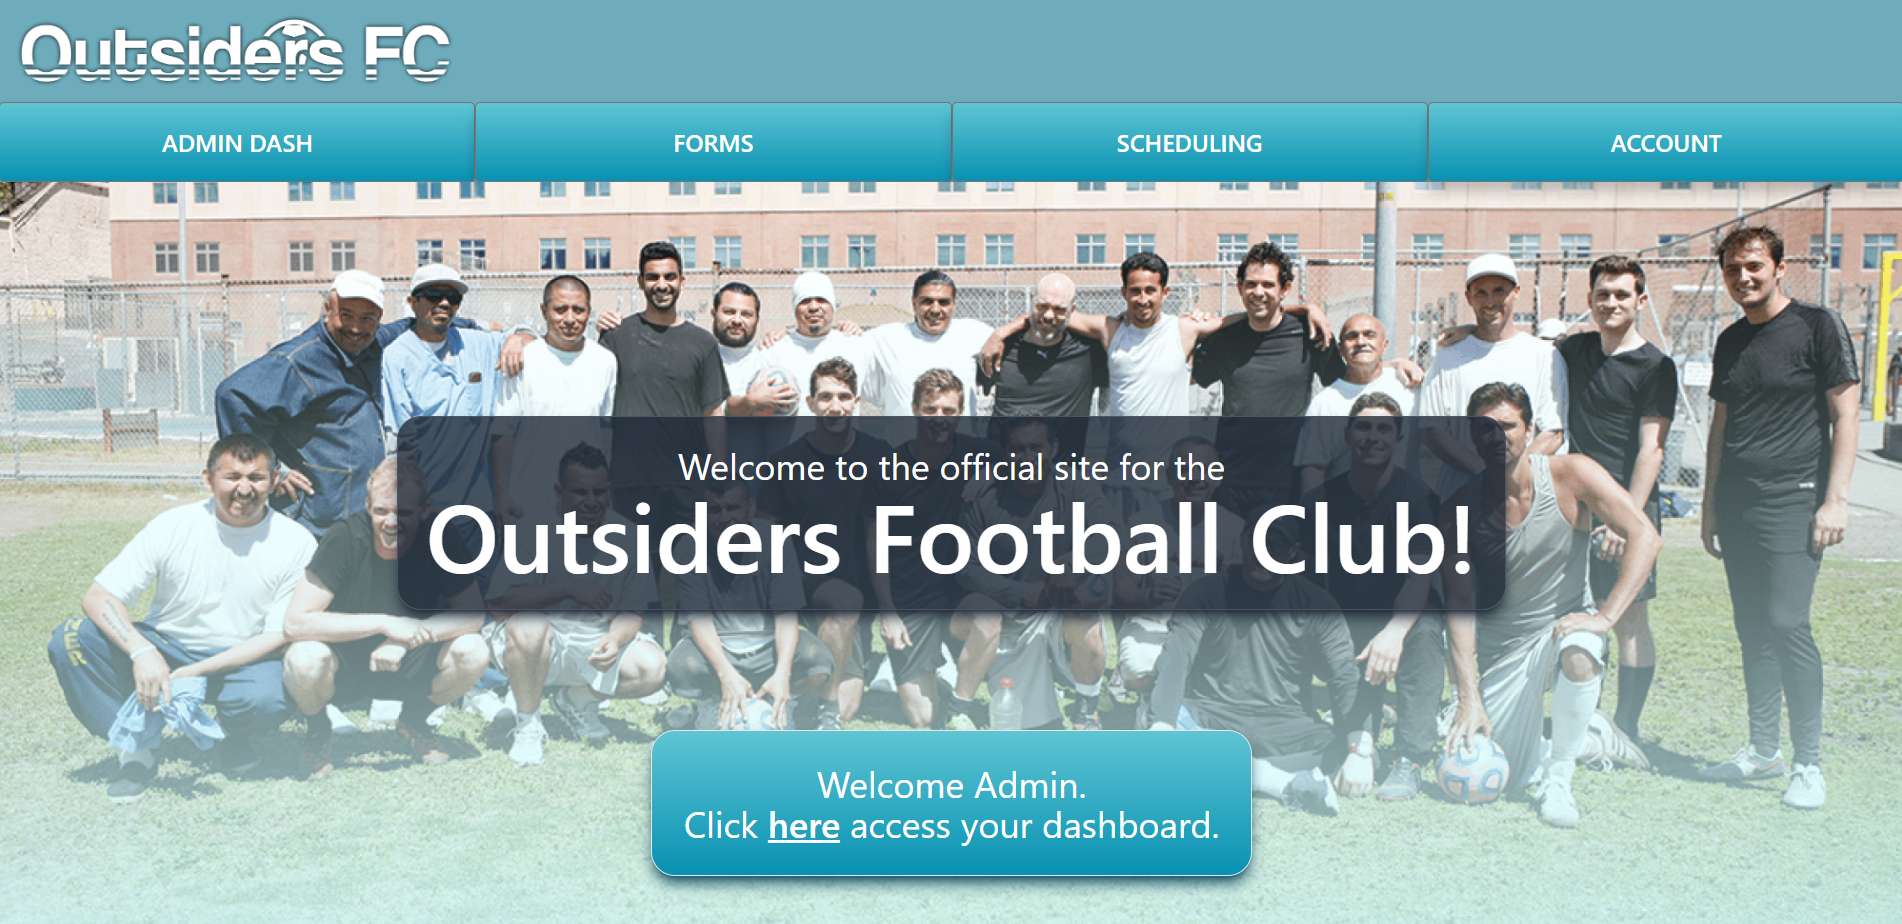 Outsiders FC
ADMIN DASH
FORMS
SCHEDULING
ACCOUNT
Welcome to the official site for the
Outsiders Football Club!
Welcome Admin.
Click here access your dashboard.